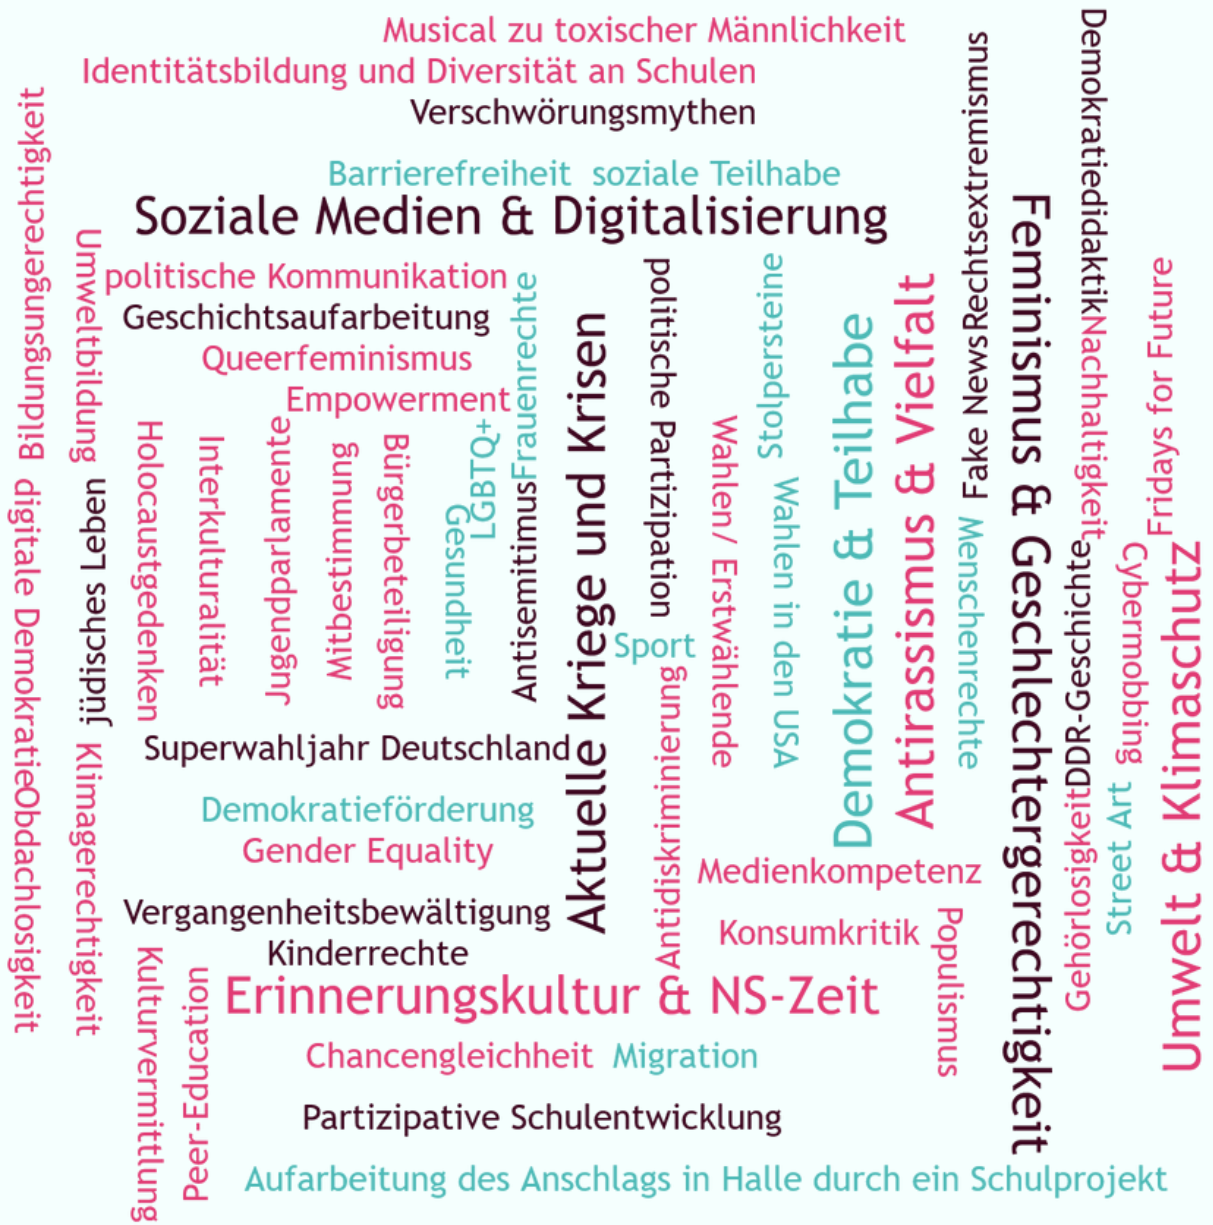 Musical zu toxischer Männlichkeit
Identitätsbildung und Diversität an Schulen
Verschwörungsmythen
Barrierefreiheit
soziale Teilhabe
Soziale Medien & Digitalisierung
politische Kommunikation
Geschichtsaufarbeitung
Queerfeminismus
Empowerment
Bildungsgerechtigkeit
digitale Demokratie
Obdachlosigkeit
Umweltbildung
jüdisches Leben
Klimagerechtigkeit
Holocaustgedenken
Interkulturalität
Jugendparlamente
Mitbestimmung
Bürgerbeteiligung
Gesundheit
LGBTQ+
Frauenrechte
Antisemitimus
Aktuelle Kriege und Krisen
politische Partizipation
Sport
Antidiskriminierung
Wahlen/ Erstwählende
Stolpersteine
Wahlen in den USA
Demokratie & Teilhabe
Antirassismus & Vielfalt
Rechtsextremismus
Fake News
Menschenrechte
Feminismus & Geschlechtergerechtigkeit
Demokratiedidaktik
Nachhaltigkeit
DDR-Geschichte
Gehörlosigkeit
Fridays for Future
Cybermobbing
Street Art
Umwelt & Klimaschutz
Superwahljahr Deutschland
Demokratieförderung
Gender Equality
Medienkompetenz
Vergangenheitsbewältigung
Konsumkritik
Populismus
Kinderrechte
Erinnerungskultur & NS-Zeit
Kulturvermittlung
Peer-Education
Chancengleichheit
Migration
Partizipative Schulentwicklung
Aufarbeitung des Anschlags in Halle durch ein Schulprojekt